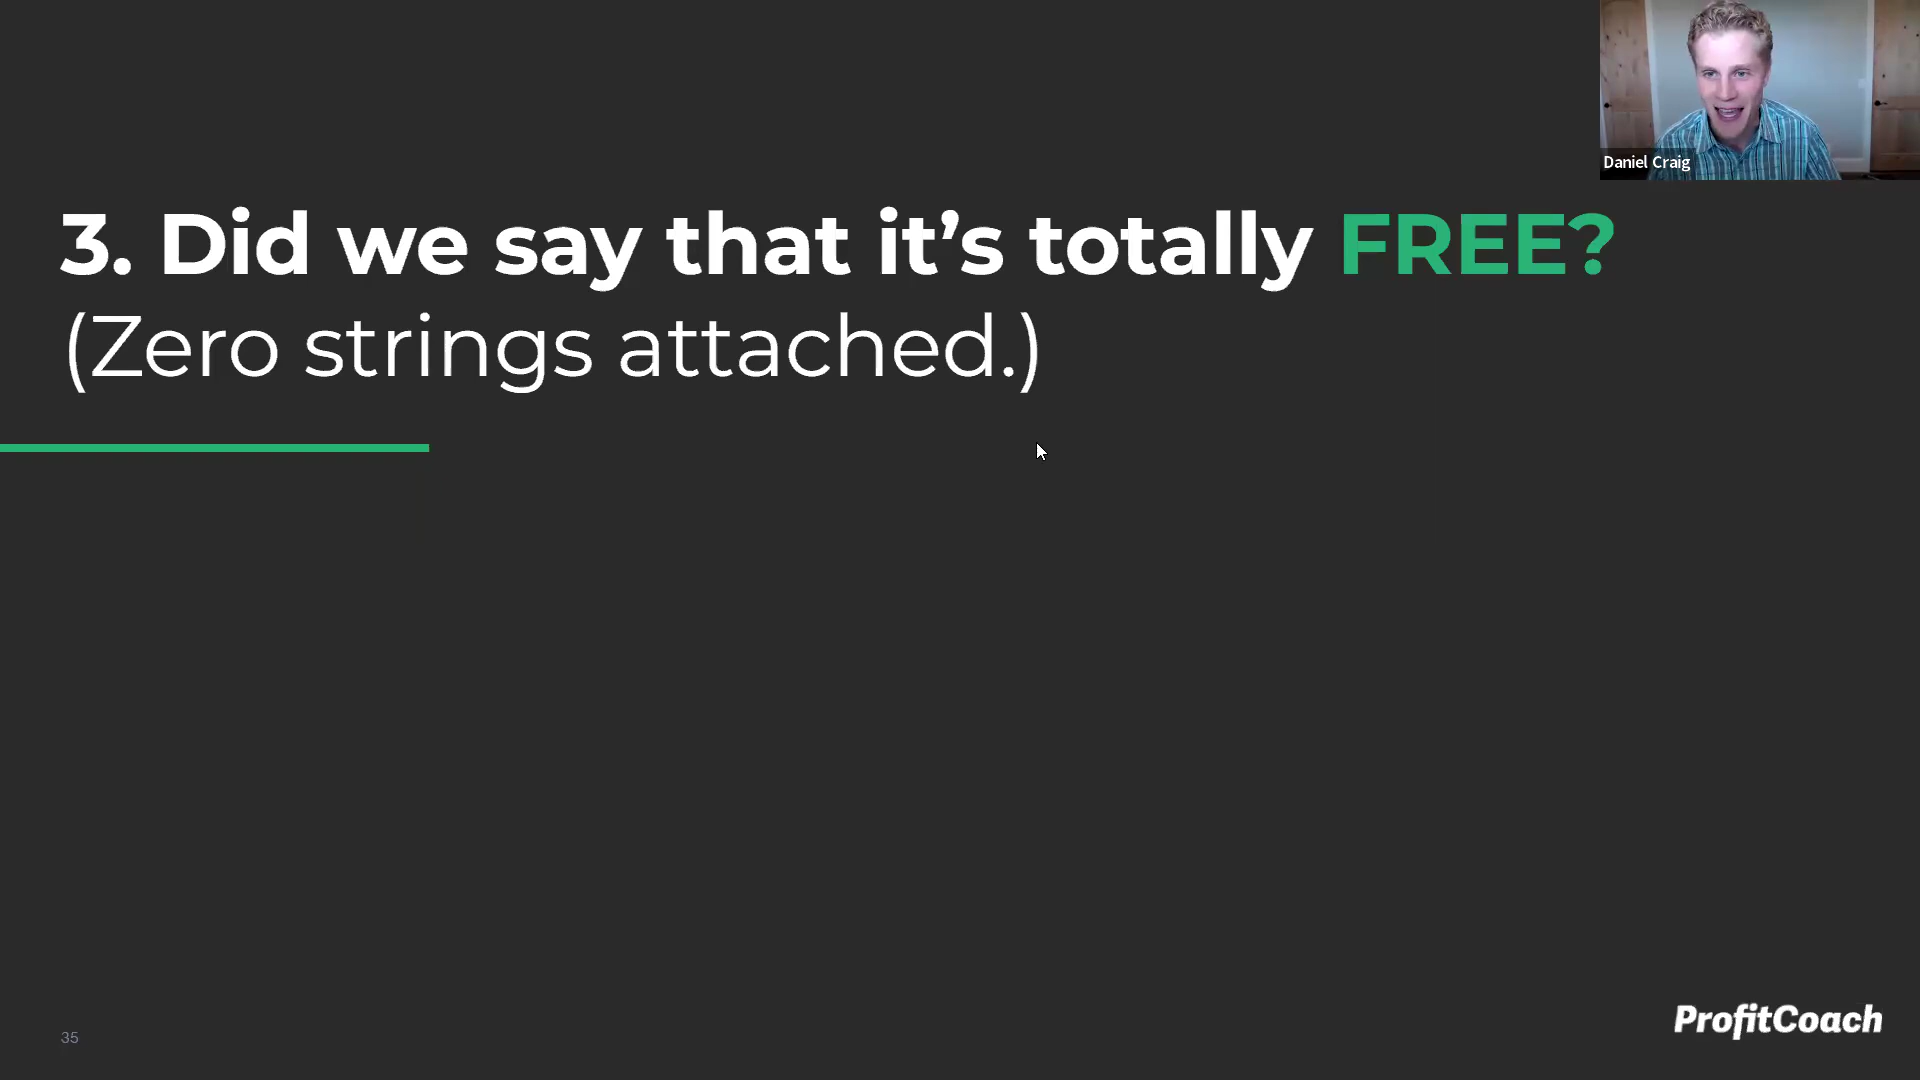 Daniel Craig
3. Did we say that it’s totally FREE?
(Zero strings attached.)
35
ProfitCoach